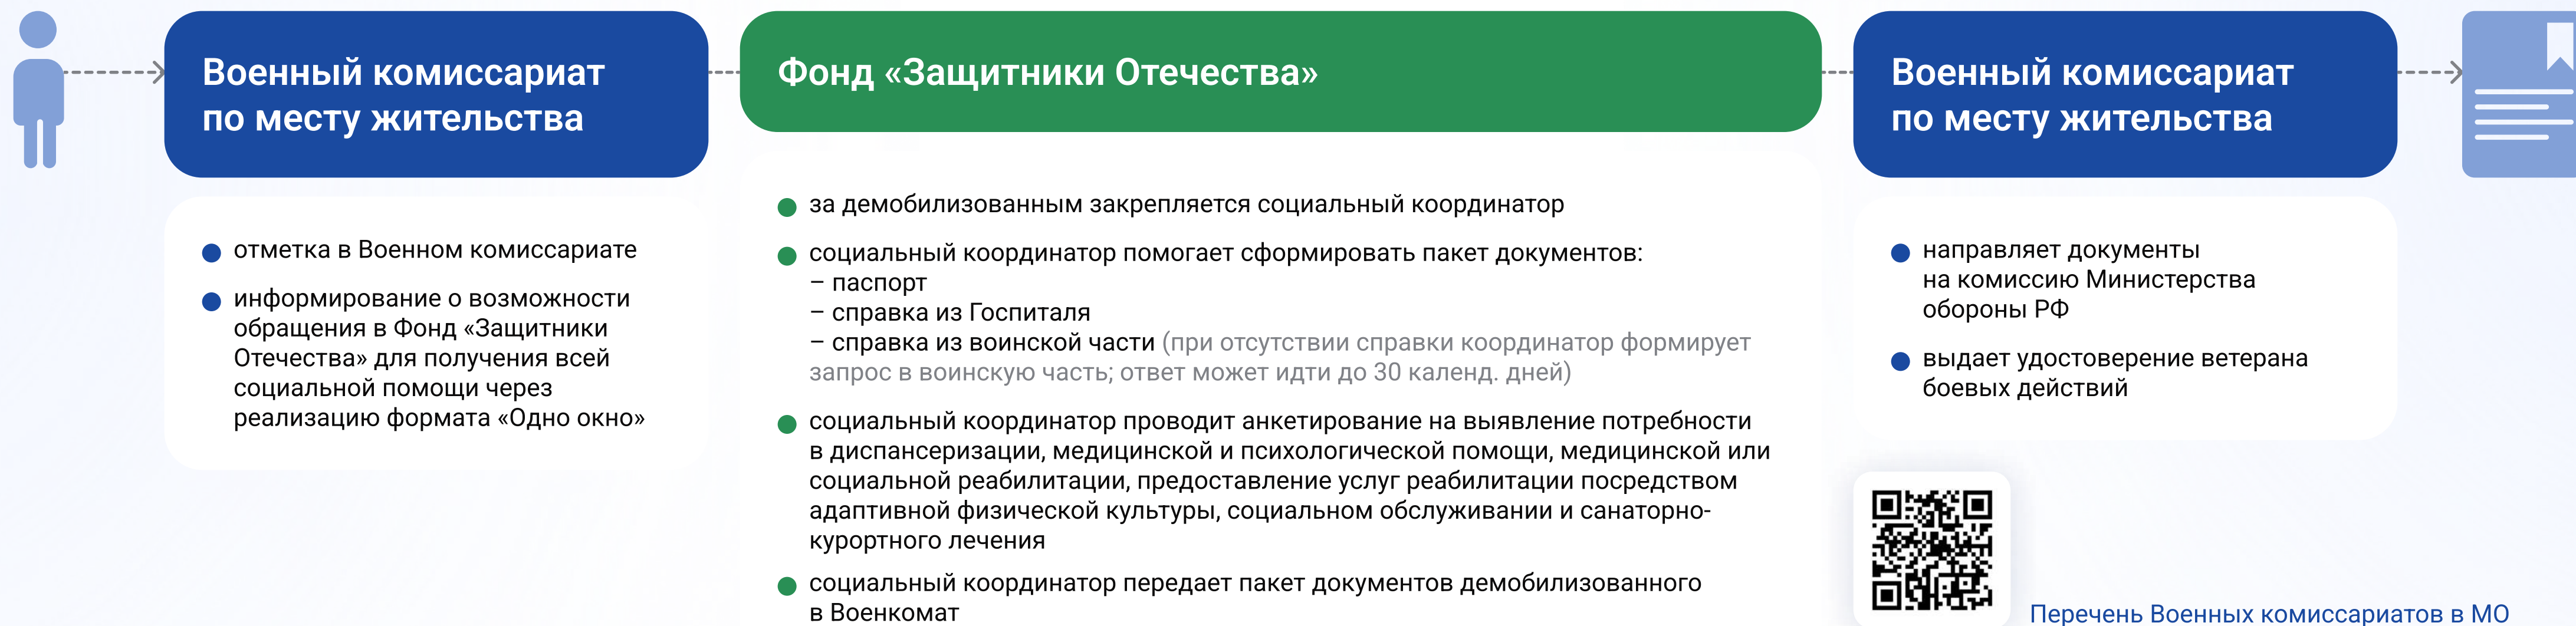 Военный комиссариат
по месту жительства
отметка в Военном комиссариате
информирование о возможности
обращения в Фонд «Защитники
Отечества» для получения всей
социальной помощи через
реализацию формата «Одно окно»
Фонд «Защитники Отечества»
за демобилизованным закрепляется социальный координатор
социальный координатор помогает сформировать пакет документов:
– паспорт
– справка из Госпиталя
– справка из воинской части (при отсутствии справки координатор формирует
запрос в воинскую часть; ответ может идти до 30 календ. дней)
социальный координатор проводит анкетирование на выявление потребности
в диспансеризации, медицинской и психологической помощи, медицинской или
социальной реабилитации, предоставление услуг реабилитации посредством
адаптивной физической культуры, социальном обслуживании и санаторно-
курортного лечения
социальный координатор передает пакет документов демобилизованного
в Военкомат
Военный комиссариат
по месту жительства
направляет документы
на комиссию Министерства
обороны РФ
выдает удостоверение ветерана
боевых действий
Перечень Военных комиссариатов в МО